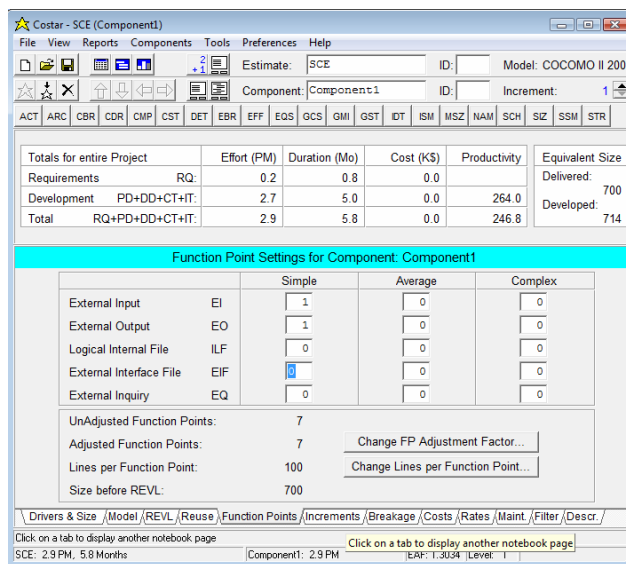 Costar - SCE (Component1)
File View Reports Components Tools Preferences Help
2 +1 Estimate: SCE ID: Model: COCOMO II 200
Component: Component1 ID: Increment: 1
ACT ARC CBR CDR CMP CST DET EBR EFF EQS GCS GMI GST IDT ISM MSZ NAM SCH SIZ SSM STR
Totals for entire Project Effort (PM) Duration (Mo) Cost (K$) Productivity Equivalent Size
Requirements RQ: 0.2 0.8 0.0 Delivered:
700
Development PD+DD+CT+IT: 2.7 5.0 0.0 264.0 Developed:
Total RQ+PD+DD+CT+IT: 2.9 5.8 0.0 246.8 714
Function Point Settings for Component: Component1
Simple Average Complex
External Input EI 1 0 0
External Output EO 1 0 0
Logical Internal File ILF 0 0 0
External Interface File EIF 0 0 0
External Inquiry EQ 0 0 0
UnAdjusted Function Points: 7
Adjusted Function Points: 7 Change FP Adjustment Factor...
Lines per Function Point: 100 Change Lines per Function Point...
Size before REVL: 700
Drivers & Size Model REVL Reuse Function Points Increments Breakage Costs Rates Maint. Filter Descr.
Click on a tab to display another notebook page
Click on a tab to display another notebook page
SCE: 2.9 PM, 5.8 Months Component1: 2.9 PM EAF: 1.3034 Level: 1